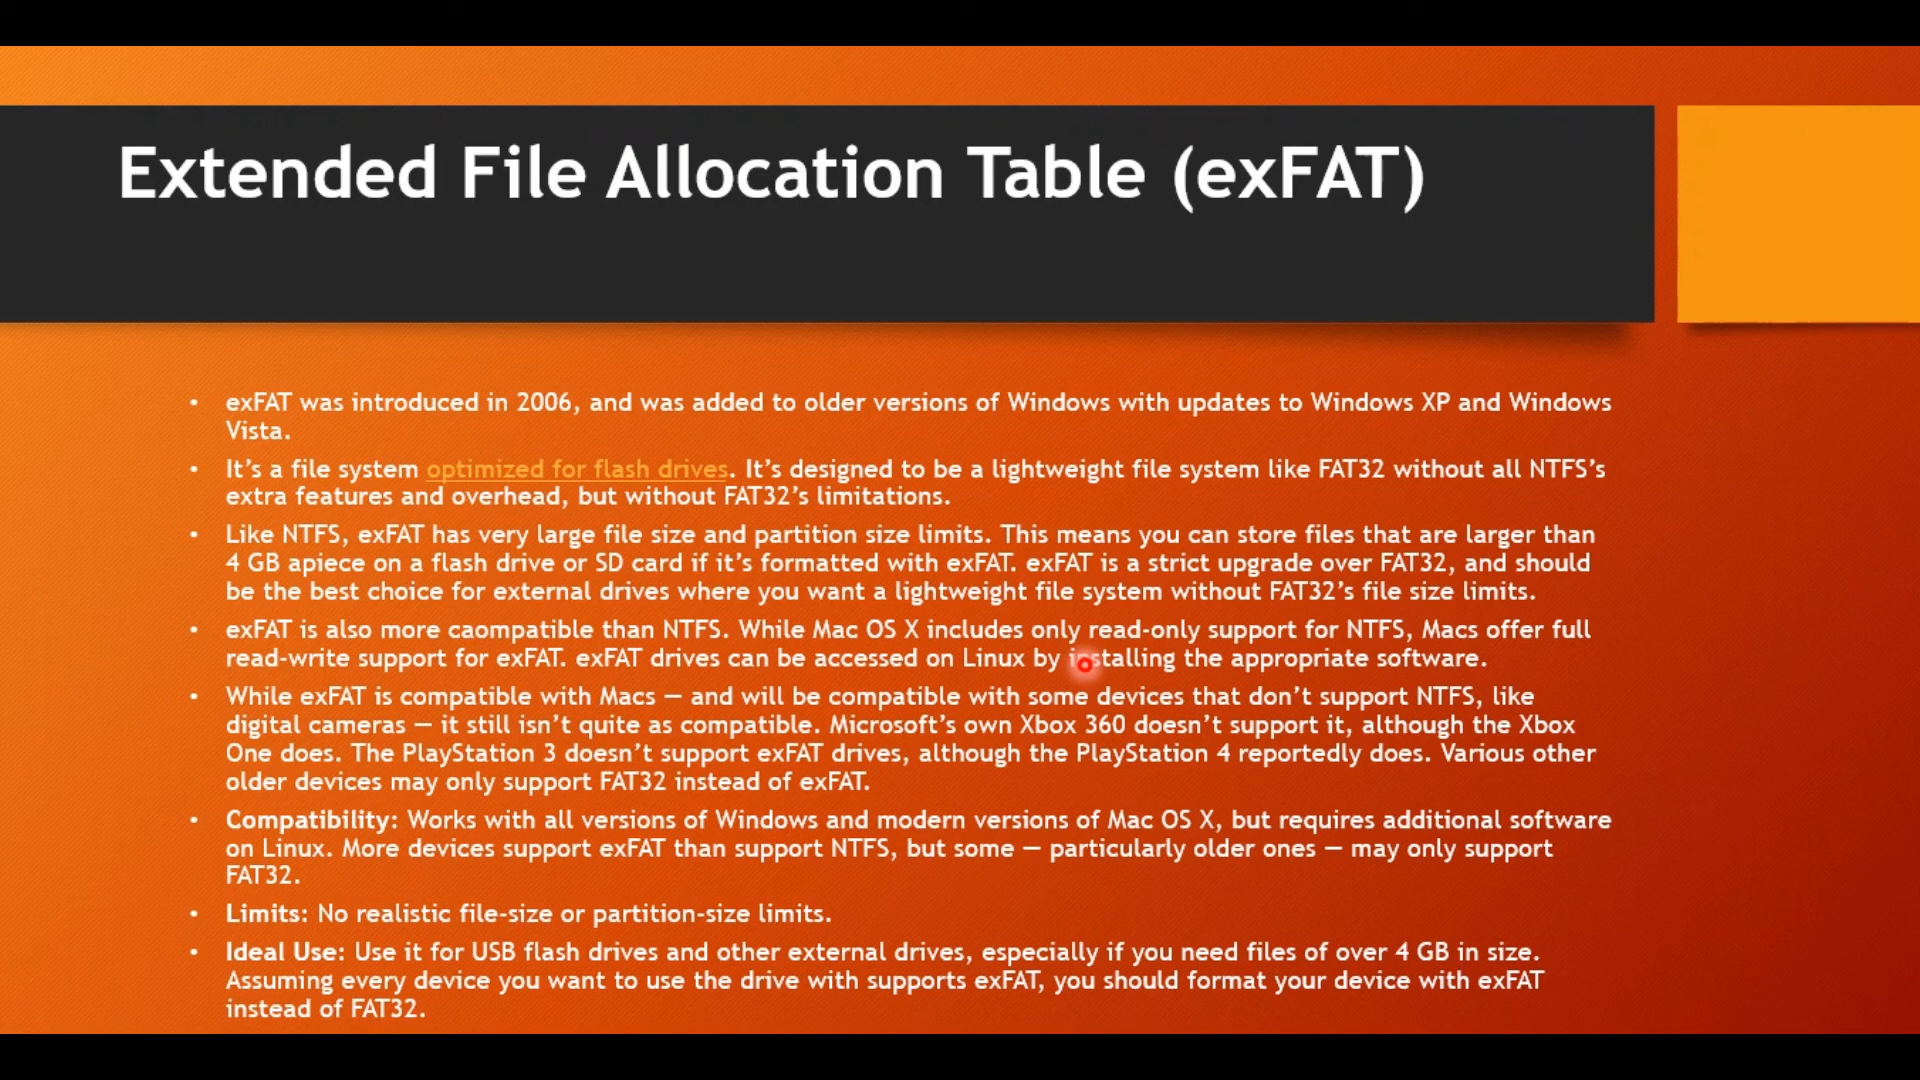 Extended File Allocation Table (exFAT)
• exFAT was introduced in 2006, and was added to older versions of Windows with updates to Windows XP and Windows
Vista.
• It’s a file system optimized for flash drives. It’s designed to be a lightweight file system like FAT32 without all NTFS’s
extra features and overhead, but without FAT32’s limitations.
• Like NTFS, exFAT has very large file size and partition size limits. This means you can store files that are larger than
4 GB apiece on a flash drive or SD card if it’s formatted with exFAT. exFAT is a strict upgrade over FAT32, and should
be the best choice for external drives where you want a lightweight file system without FAT32’s file size limits.
• exFAT is also more caompatible than NTFS. While Mac OS X includes only read-only support for NTFS, Macs offer full
read-write support for exFAT. exFAT drives can be accessed on Linux by installing the appropriate software.
• While exFAT is compatible with Macs — and will be compatible with some devices that don’t support NTFS, like
digital cameras — it still isn’t quite as compatible. Microsoft’s own Xbox 360 doesn’t support it, although the Xbox
One does. The PlayStation 3 doesn’t support exFAT drives, although the PlayStation 4 reportedly does. Various other
older devices may only support FAT32 instead of exFAT.
• Compatibility: Works with all versions of Windows and modern versions of Mac OS X, but requires additional software
on Linux. More devices support exFAT than support NTFS, but some — particularly older ones — may only support
FAT32.
• Limits: No realistic file-size or partition-size limits.
• Ideal Use: Use it for USB flash drives and other external drives, especially if you need files of over 4 GB in size.
Assuming every device you want to use the drive with supports exFAT, you should format your device with exFAT
instead of FAT32.